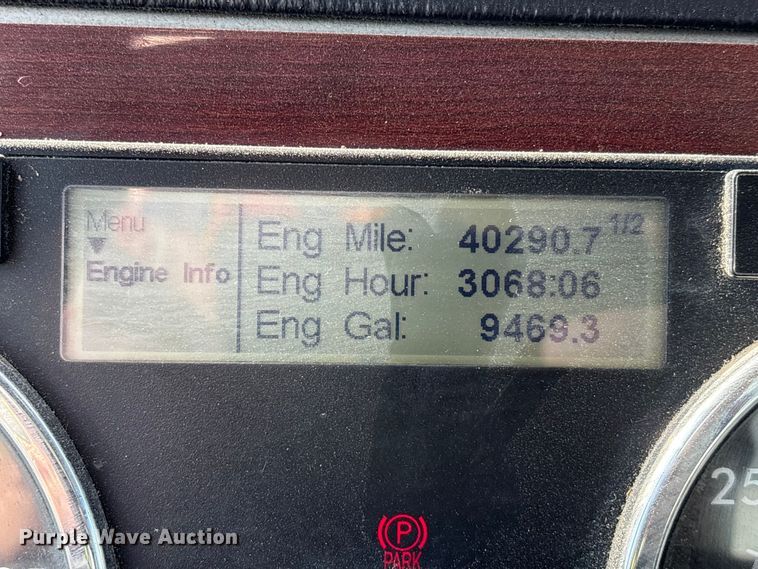 Menu
Engine Info
1/2
Eng Mile: 40290.7
Eng Hour: 3068:06
Eng Gal: 9469.3
25
P
PARK
Purple Wave Auction